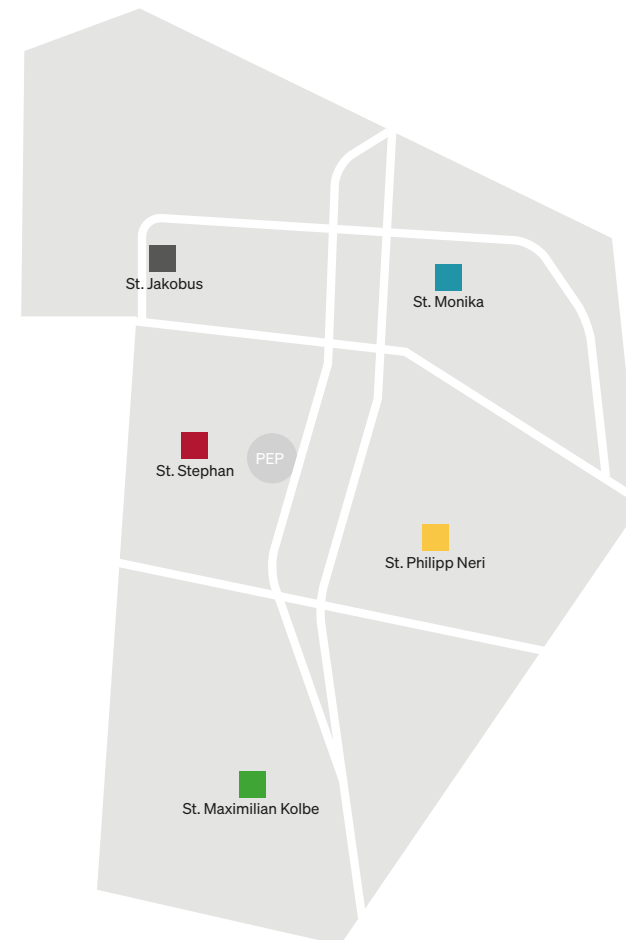 St. Jakobus
St. Monika
PEP
St. Stephan
St. Philipp Neri
St. Maximilian Kolbe